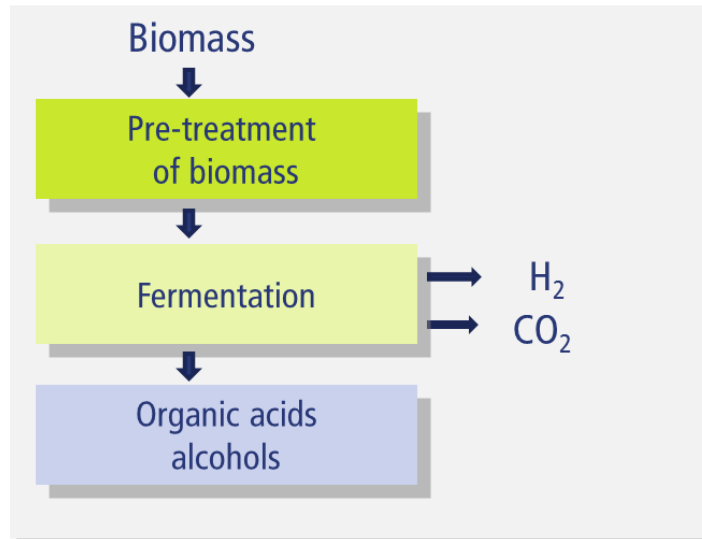 Biomass
Pre-treatment
of biomass
Fermentation
H₂
CO₂
Organic acids
alcohols